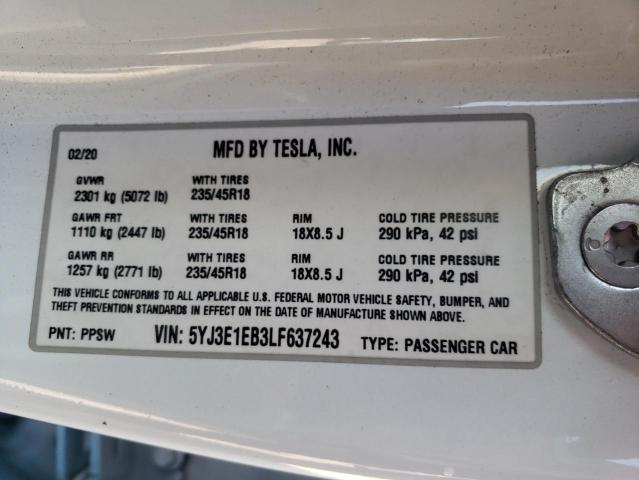 02/20 MFD BY TESLA, INC.
GVWR WITH TIRES
2301 kg (5072 lb) 235/45R18
GAWR FRT WITH TIRES RIM COLD TIRE PRESSURE
1110 kg (2447 lb) 235/45R18 18X8.5 J 290 kPa, 42 psi
GAWR RR WITH TIRES RIM COLD TIRE PRESSURE
1257 kg (2771 lb) 235/45R18 18X8.5 J 290 kPa, 42 psi
THIS VEHICLE CONFORMS TO ALL APPLICABLE U.S. FEDERAL MOTOR VEHICLE SAFETY, BUMPER, AND
THEFT PREVENTION STANDARDS IN EFFECT ON THE DATE OF MANUFACTURE SHOWN ABOVE.
PNT: PPSW VIN: 5YJ3E1EB3LF637243 TYPE: PASSENGER CAR